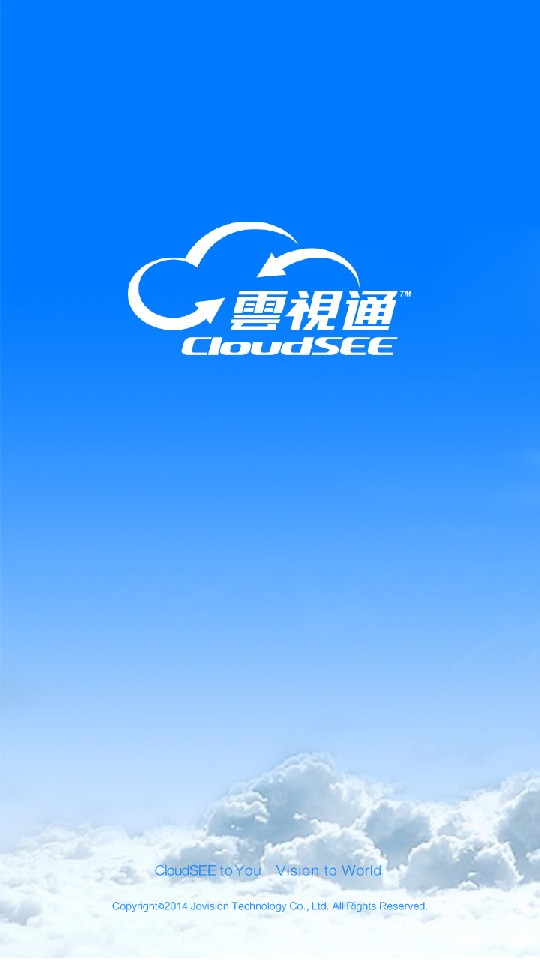 雲視通™
CloudSEE
CloudSEE to You Vision to World
Copyright©2014 Jovision Technology Co., Ltd. All Rights Reserved.